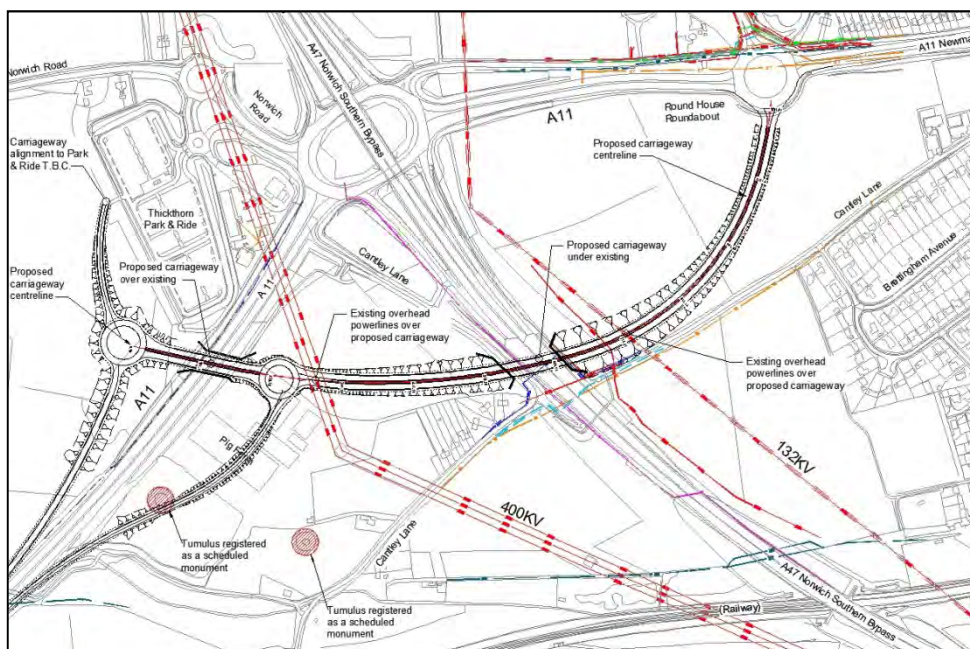 A47 Norwich Southern Bypass
A11 Newma
Norwich Road
Norwich
Road
Round House
Roundabout
A11
Carriageway
alignment to Park
& Ride T.B.C.
Proposed carriageway
centreline
Cantley Lane
Thickthorn
Park & Ride
Brettingham Avenue
Cantley Lane
Proposed carriageway
under existing
Proposed
carriageway
centreline
Proposed carriageway
over existing
A11
Existing overhead
powerlines over
proposed carriageway
Existing overhead
powerlines over
proposed carriageway
A11
Pig
132KV
400KV
Tumulus registered
as a scheduled
monument
Cantley Lane
A47 Norwich Southern Bypass
(Railway)
Tumulus registered
as a scheduled
monument